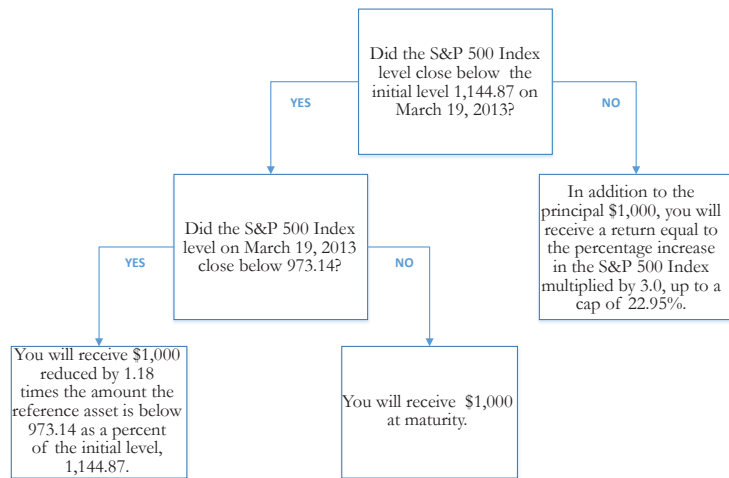 Did the S&P 500 Index
level close below the
initial level 1,144.87 on
March 19, 2013?
YES
NO
Did the S&P 500 Index
level on March 19, 2013
close below 973.14?
In addition to the
principal $1,000, you will
receive a return equal to
the percentage increase
in the S&P 500 Index
multiplied by 3.0, up to a
cap of 22.95%.
YES
NO
You will receive $1,000
reduced by 1.18
times the amount the
reference asset is below
973.14 as a percent
of the initial level,
1,144.87.
You will receive $1,000
at maturity.